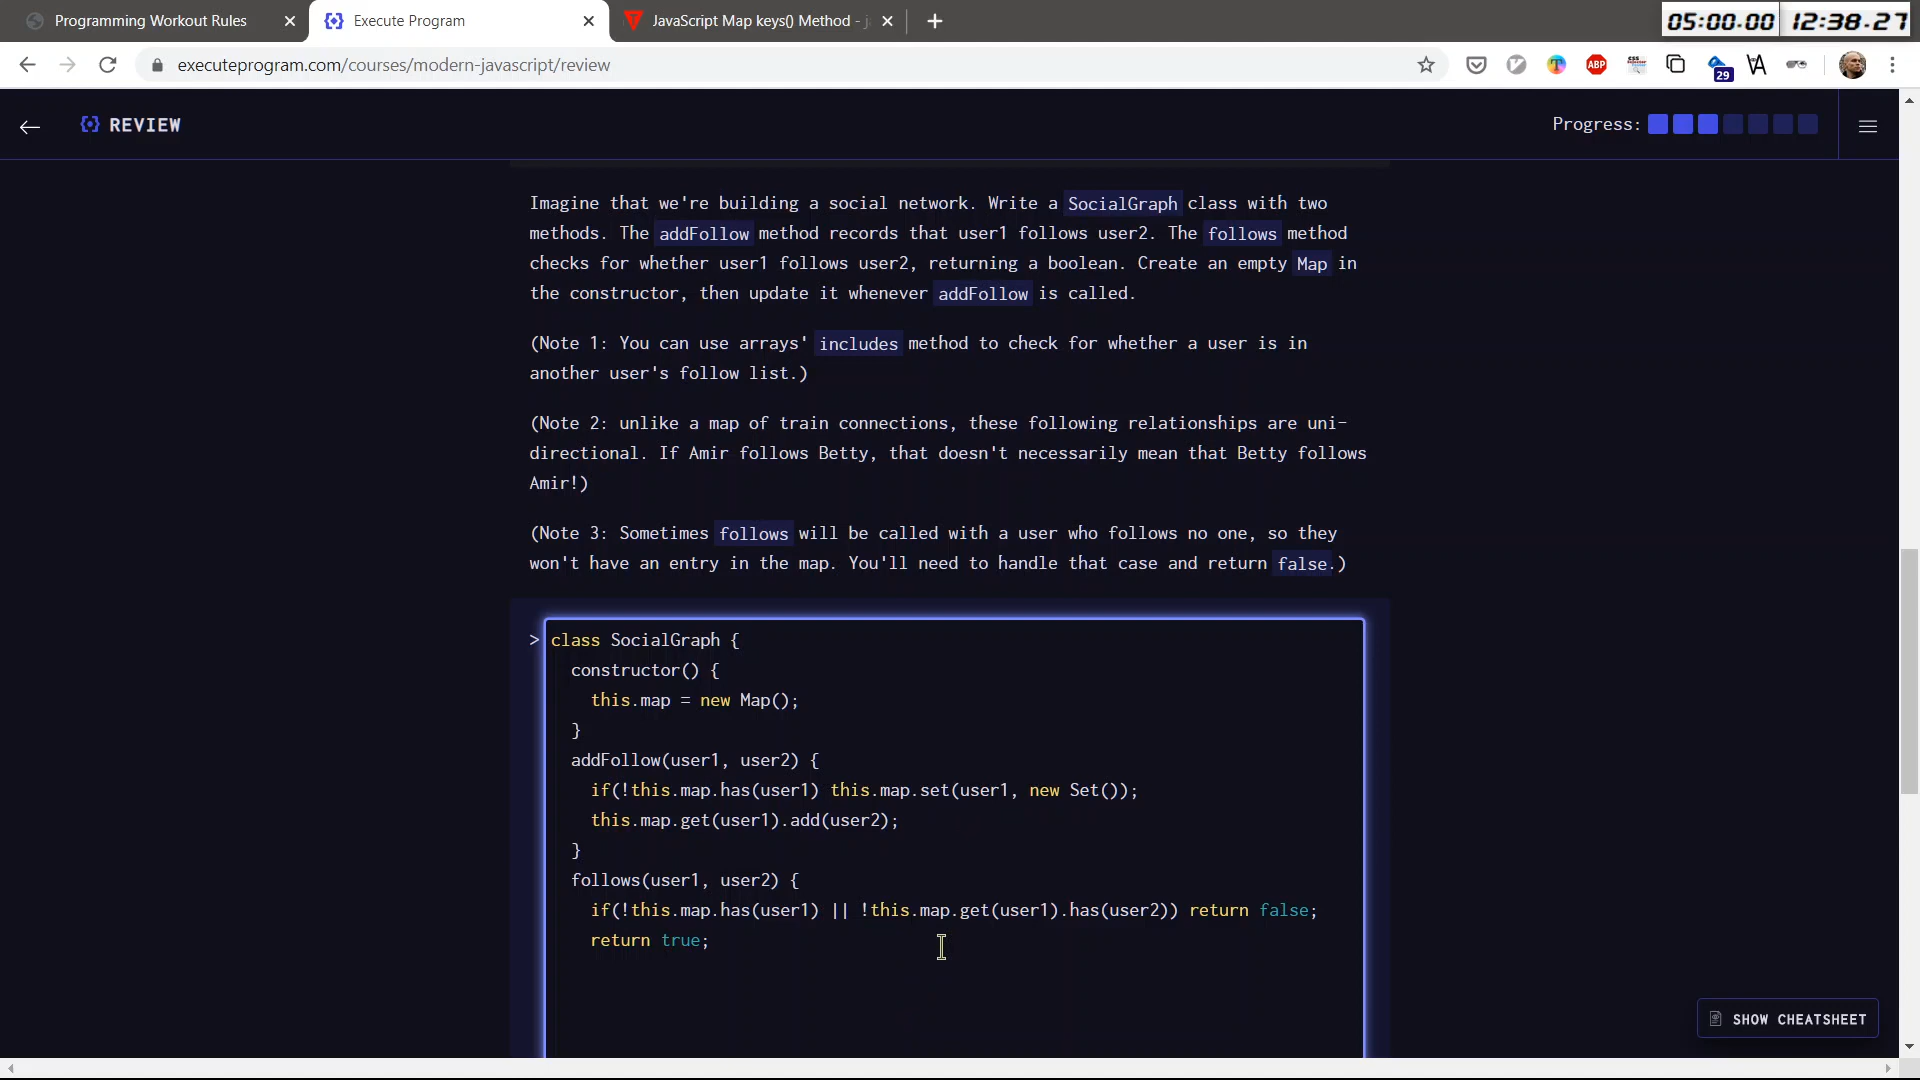 Programming Workout Rules
Execute Program
JavaScript Map keys() Method - j
05:00.00 12:38.27
executeprogram.com/courses/modern-javascript/review
ABP
CSS
29
REVIEW
Progress:
Imagine that we're building a social network. Write a SocialGraph class with two
methods. The addFollow method records that user1 follows user2. The follows method
checks for whether user1 follows user2, returning a boolean. Create an empty Map in
the constructor, then update it whenever addFollow is called.
(Note 1: You can use arrays' includes method to check for whether a user is in
another user's follow list.)
(Note 2: unlike a map of train connections, these following relationships are uni-
directional. If Amir follows Betty, that doesn't necessarily mean that Betty follows
Amir!)
(Note 3: Sometimes follows will be called with a user who follows no one, so they
won't have an entry in the map. You'll need to handle that case and return false.)
> class SocialGraph {
constructor() {
this.map = new Map();
}
addFollow(user1, user2) {
if(!this.map.has(user1) this.map.set(user1, new Set());
this.map.get(user1).add(user2);
}
follows(user1, user2) {
if(!this.map.has(user1) || !this.map.get(user1).has(user2)) return false;
return true;
SHOW CHEATSHEET